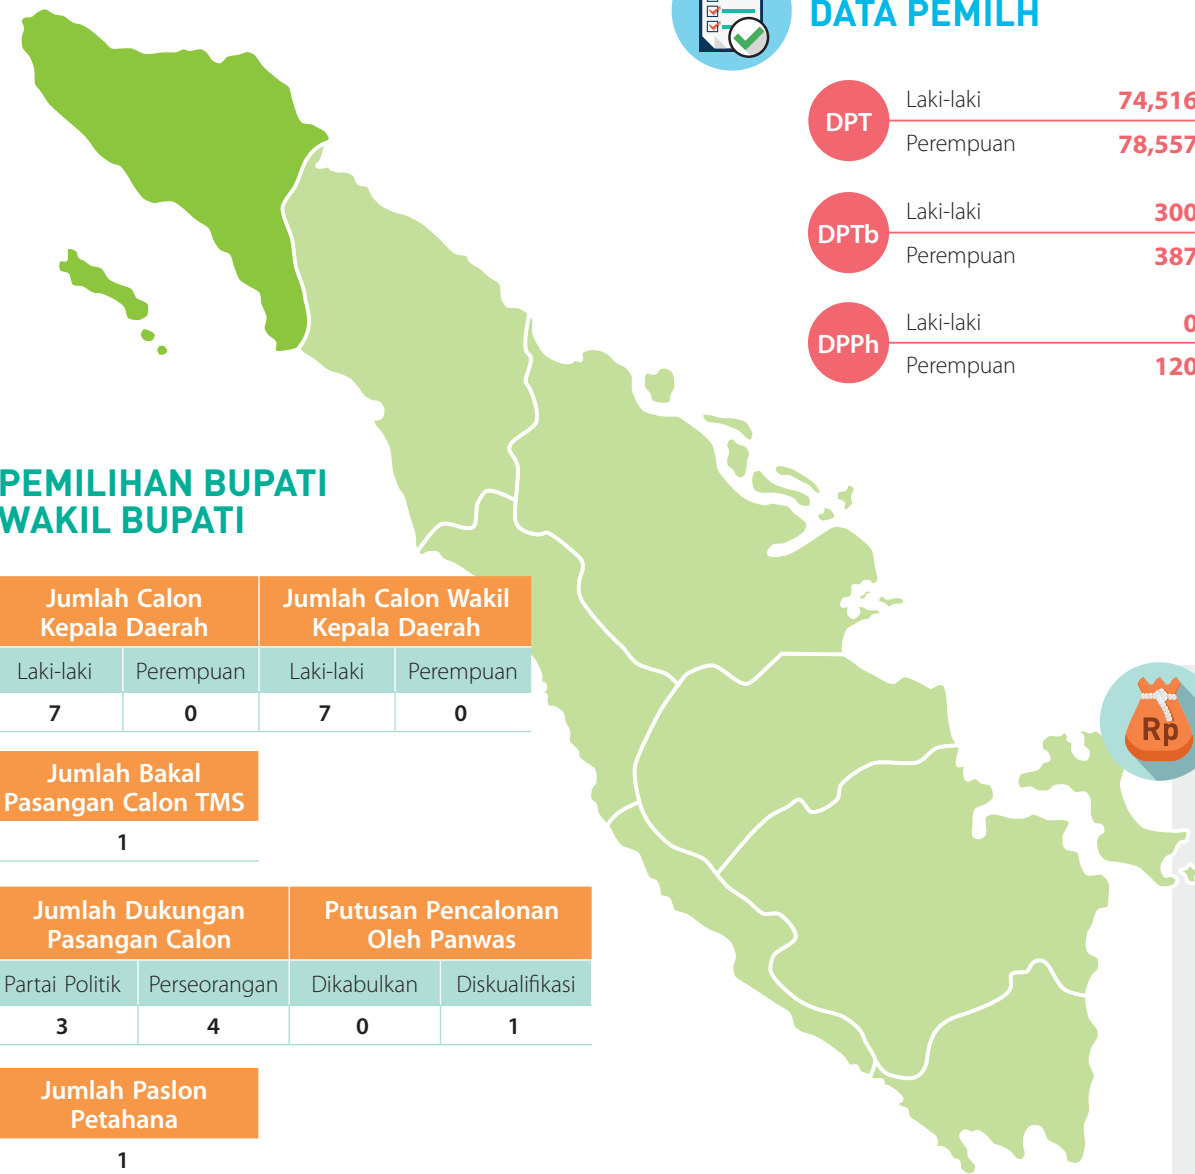 DATA PEMILH
DPT
Laki-laki 74,516
Perempuan 78,557
DPTb
Laki-laki 300
Perempuan 387
DPPh
Laki-laki 0
Perempuan 120
PEMILIHAN BUPATI
WAKIL BUPATI
Jumlah Calon
Kepala Daerah
Jumlah Calon Wakil
Kepala Daerah
Laki-laki Perempuan Laki-laki Perempuan
7 0 7 0
Jumlah Bakal
Pasangan Calon TMS
1
Jumlah Dukungan
Pasangan Calon
Putusan Pencalonan
Oleh Panwas
Partai Politik Perseorangan Dikabulkan Diskualifikasi
3 4 0 1
Jumlah Paslon
Petahana
1
Rp